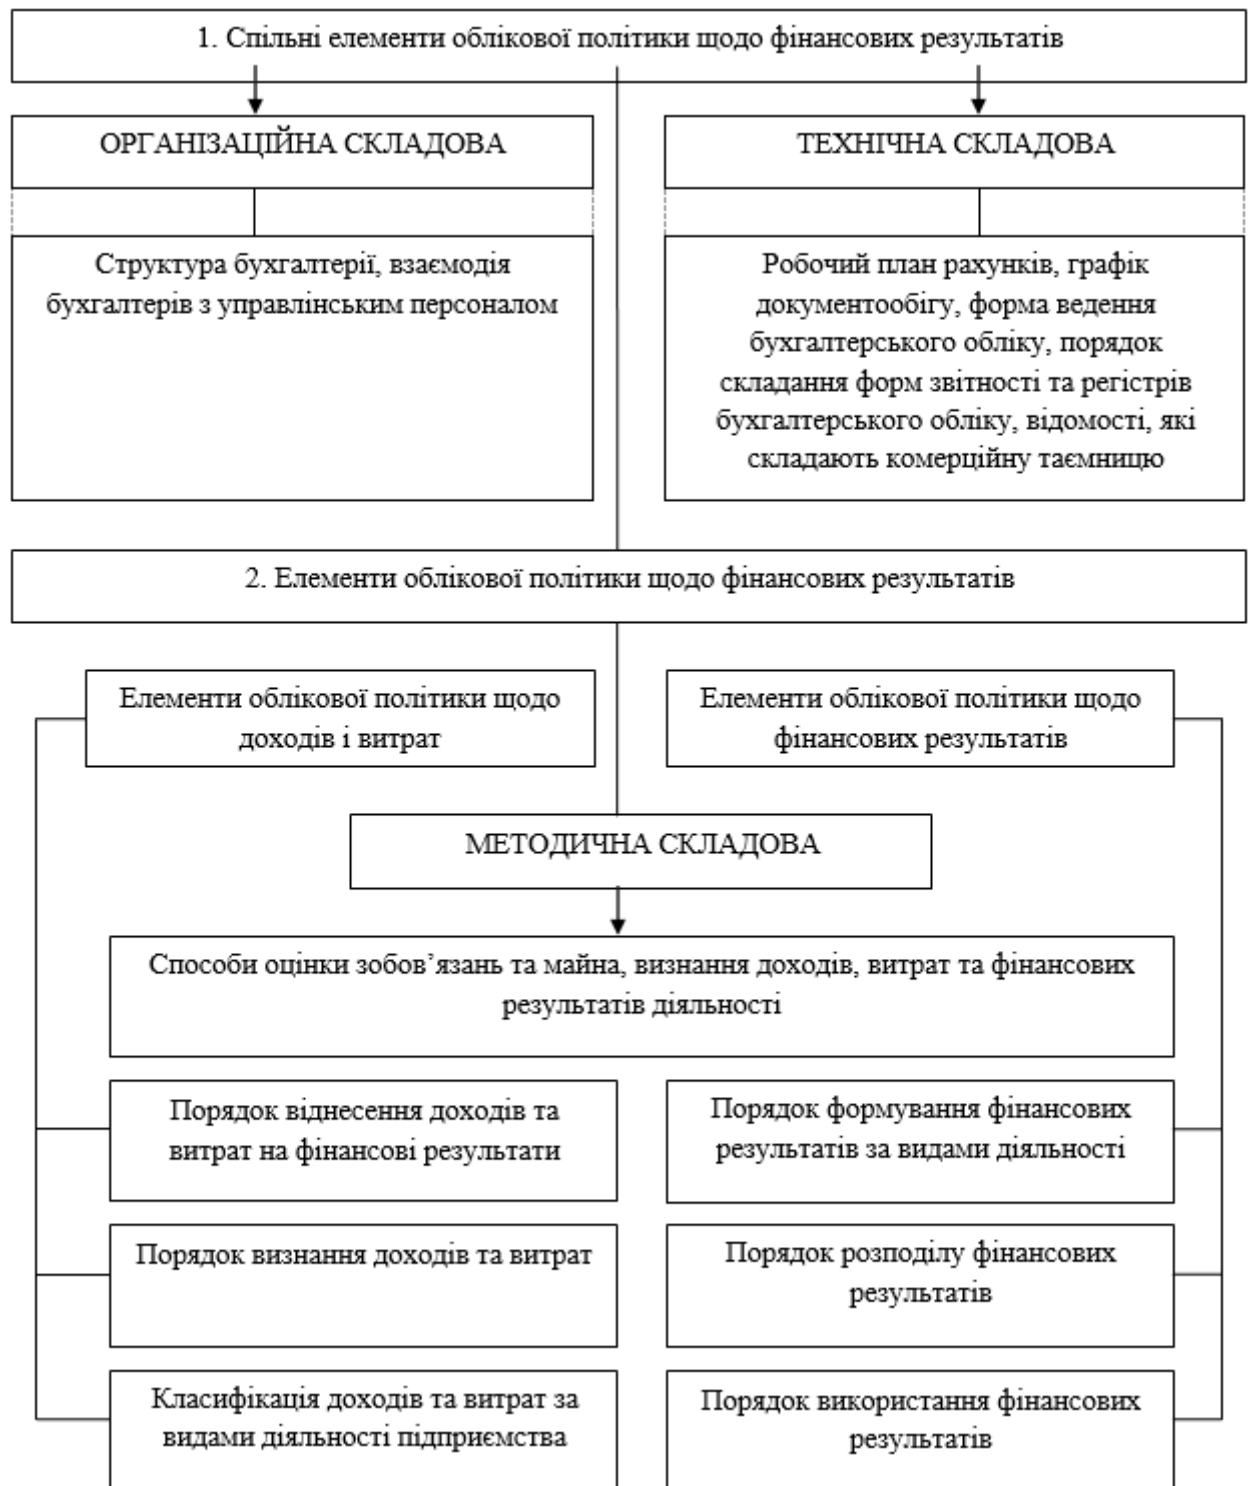 1. Спільні елементи облікової політики щодо фінансових результатів
ОРГАНІЗАЦІЙНА СКЛАДОВА
ТЕХНІЧНА СКЛАДОВА
Структура бухгалтерії, взаємодія
бухгалтерів з управлінським персоналом
Робочий план рахунків, графік
документообігу, форма ведення
бухгалтерського обліку, порядок
складання форм звітності та регістрів
бухгалтерського обліку, відомості, які
складають комерційну таємницю
2. Елементи облікової політики щодо фінансових результатів
Елементи облікової політики щодо
доходів і витрат
Елементи облікової політики щодо
фінансових результатів
МЕТОДИЧНА СКЛАДОВА
Способи оцінки зобов’язань та майна, визнання доходів, витрат та фінансових
результатів діяльності
Порядок віднесення доходів та
витрат на фінансові результати
Порядок формування фінансових
результатів за видами діяльності
Порядок визнання доходів та витрат
Порядок розподілу фінансових
результатів
Класифікація доходів та витрат за
видами діяльності підприємства
Порядок використання фінансових
результатів